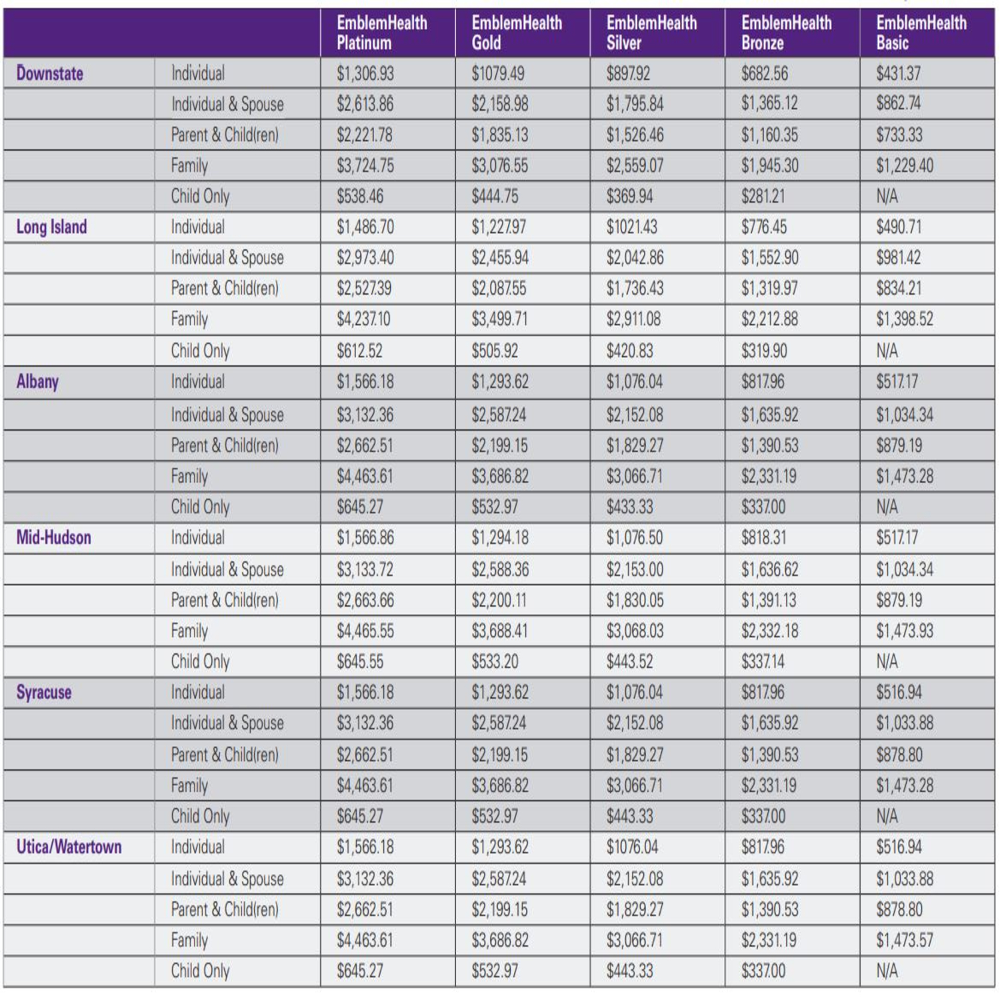 EmblemHealth Platinum EmblemHealth Gold EmblemHealth Silver EmblemHealth Bronze EmblemHealth Basic
Downstate Individual $1,306.93 $1079.49 $897.92 $682.56 $431.37
Individual & Spouse $2,613.86 $2,158.98 $1,795.84 $1,365.12 $862.74
Parent & Child(ren) $2,221.78 $1,835.13 $1,526.46 $1,160.35 $733.33
Family $3,724.75 $3,076.55 $2,559.07 $1,945.30 $1,229.40
Child Only $538.46 $444.75 $369.94 $281.21 N/A
Long Island Individual $1,486.70 $1,227.97 $1021.43 $776.45 $490.71
Individual & Spouse $2,973.40 $2,455.94 $2,042.86 $1,552.90 $981.42
Parent & Child(ren) $2,527.39 $2,087.55 $1,736.43 $1,319.97 $834.21
Family $4,237.10 $3,499.71 $2,911.08 $2,212.88 $1,398.52
Child Only $612.52 $505.92 $420.83 $319.90 N/A
Albany Individual $1,566.18 $1,293.62 $1,076.04 $817.96 $517.17
Individual & Spouse $3,132.36 $2,587.24 $2,152.08 $1,635.92 $1,034.34
Parent & Child(ren) $2,662.51 $2,199.15 $1,829.27 $1,390.53 $879.19
Family $4,463.61 $3,686.82 $3,066.71 $2,331.19 $1,473.28
Child Only $645.27 $532.97 $433.33 $337.00 N/A
Mid-Hudson Individual $1,566.86 $1,294.18 $1,076.50 $818.31 $517.17
Individual & Spouse $3,133.72 $2,588.36 $2,153.00 $1,636.62 $1,034.34
Parent & Child(ren) $2,663.66 $2,200.11 $1,830.05 $1,391.13 $879.19
Family $4,465.55 $3,688.41 $3,068.03 $2,332.18 $1,473.93
Child Only $645.55 $533.20 $443.52 $337.14 N/A
Syracuse Individual $1,566.18 $1,293.62 $1,076.04 $817.96 $516.94
Individual & Spouse $3,132.36 $2,587.24 $2,152.08 $1,635.92 $1,033.88
Parent & Child(ren) $2,662.51 $2,199.15 $1,829.27 $1,390.53 $878.80
Family $4,463.61 $3,686.82 $3,066.71 $2,331.19 $1,473.28
Child Only $645.27 $532.97 $443.33 $337.00 N/A
Utica/Watertown Individual $1,566.18 $1,293.62 $1076.04 $817.96 $516.94
Individual & Spouse $3,132.36 $2,587.24 $2,152.08 $1,635.92 $1,033.88
Parent & Child(ren) $2,662.51 $2,199.15 $1,829.27 $1,390.53 $878.80
Family $4,463.61 $3,686.82 $3,066.71 $2,331.19 $1,473.57
Child Only $645.27 $532.97 $443.33 $337.00 N/A